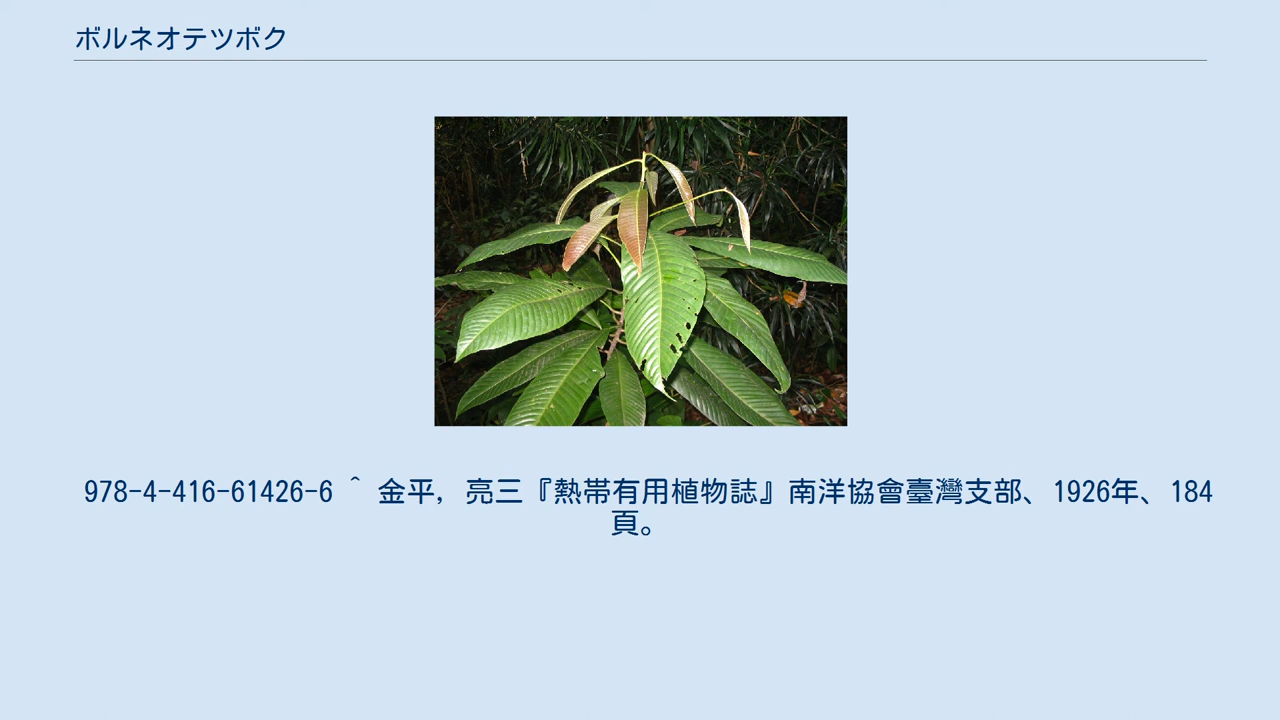 ボルネオテツボク
978-4-416-61426-6 ^ 金平, 亮三『熱帯有用植物誌』南洋協會臺灣支部、1926年、184
頁。